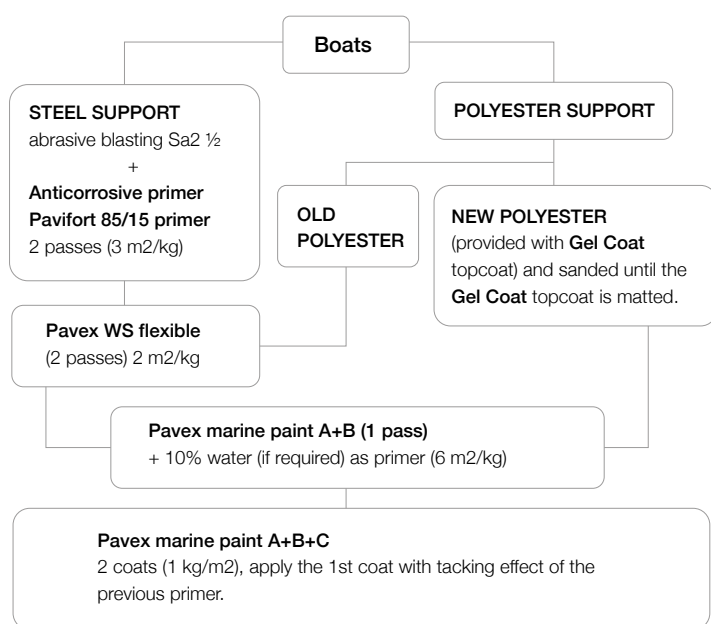 Boats
STEEL SUPPORT
abrasive blasting Sa2 ½
+
Anticorrosive primer
Pavifort 85/15 primer
2 passes (3 m2/kg)
POLYESTER SUPPORT
OLD
POLYESTER
NEW POLYESTER
(provided with Gel Coat
topcoat) and sanded until the
Gel Coat topcoat is matted.
Pavex WS flexible
(2 passes) 2 m2/kg
Pavex marine paint A+B (1 pass)
+ 10% water (if required) as primer (6 m2/kg)
Pavex marine paint A+B+C
2 coats (1 kg/m2), apply the 1st coat with tacking effect of the
previous primer.